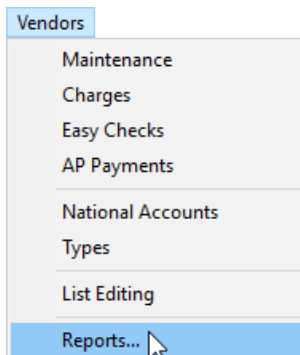 Vendors
Maintenance
Charges
Easy Checks
AP Payments
National Accounts
Types
List Editing
Reports...